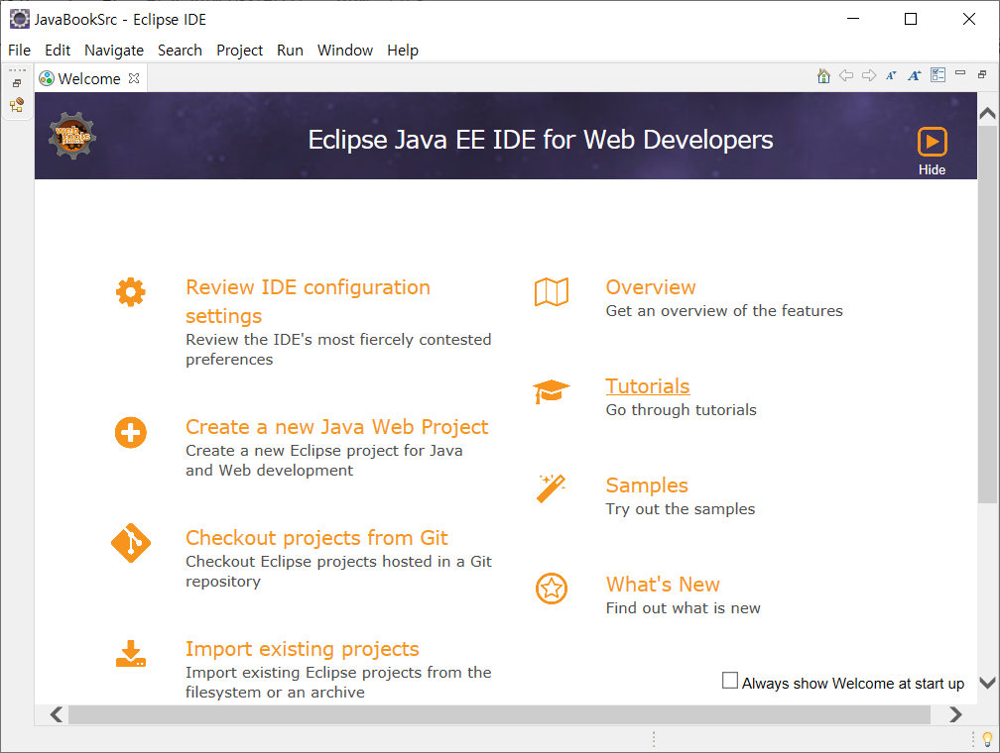 JavaBookSrc - Eclipse IDE
File Edit Navigate Search Project Run Window Help
Welcome
web
tools
Eclipse Java EE IDE for Web Developers
Hide
Review IDE configuration
settings
Review the IDE's most fiercely contested
preferences
Create a new Java Web Project
Create a new Eclipse project for Java
and Web development
Checkout projects from Git
Checkout Eclipse projects hosted in a Git
repository
Import existing projects
Import existing Eclipse projects from the
filesystem or an archive
Overview
Get an overview of the features
Tutorials
Go through tutorials
Samples
Try out the samples
What's New
Find out what is new
Always show Welcome at start up